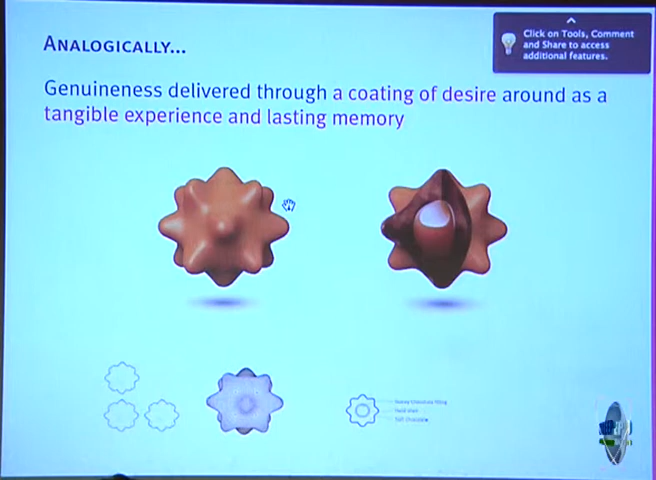 ANALOGICALLY...
Click on Tools, Comment
and Share to access
additional features.
Genuineness delivered through a coating of desire around as a
tangible experience and lasting memory